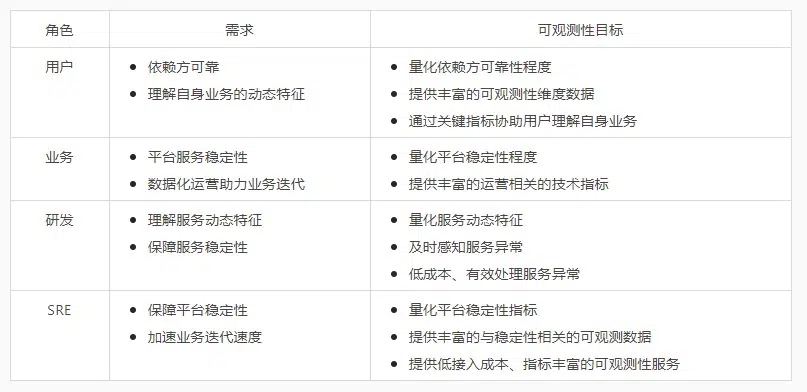 角色 需求 可观测性目标
用户 • 依赖方可靠 • 量化依赖方可靠性程度
• 理解自身业务的动态特征 • 提供丰富的可观测性维度数据
• 通过关键指标协助用户理解自身业务
业务 • 平台服务稳定性 • 量化平台稳定性程度
• 数据化运营助力业务迭代 • 提供丰富的运营相关的技术指标
研发 • 理解服务动态特征 • 量化服务动态特征
• 保障服务稳定性 • 及时感知服务异常
• 低成本、有效处理服务异常
SRE • 保障平台稳定性 • 量化平台稳定性指标
• 加速业务迭代速度 • 提供丰富的与稳定性相关的可观测数据
• 提供低接入成本、指标丰富的可观测性服务